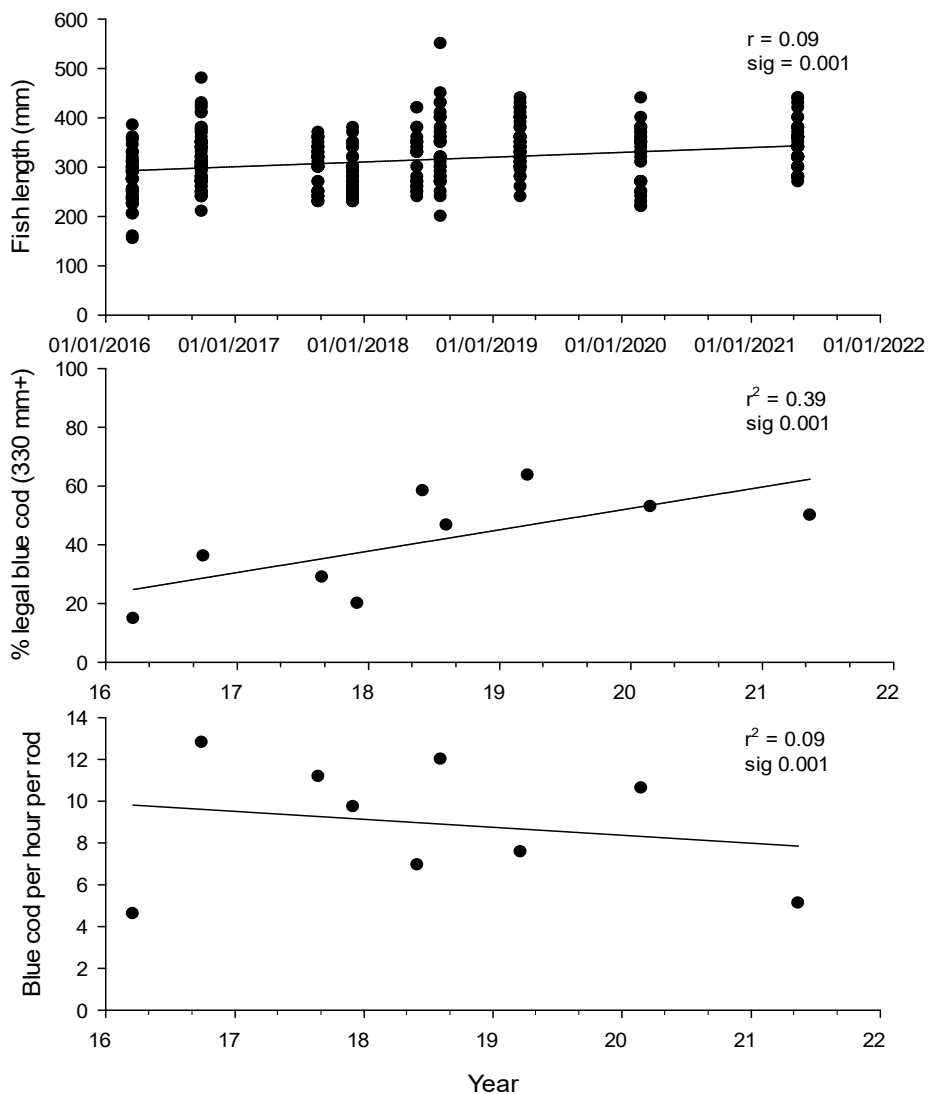 600
500
400
300
200
100
0
Fish length (mm)
r = 0.09
sig = 0.001
01/01/2016 01/01/2017 01/01/2018 01/01/2019 01/01/2020 01/01/2021 01/01/2022
100
80
60
40
20
0
% legal blue cod (330 mm+)
r² = 0.39
sig 0.001
16 17 18 19 20 21 22
14
12
10
8
6
4
2
0
Blue cod per hour per rod
r² = 0.09
sig 0.001
16 17 18 19 20 21 22
Year